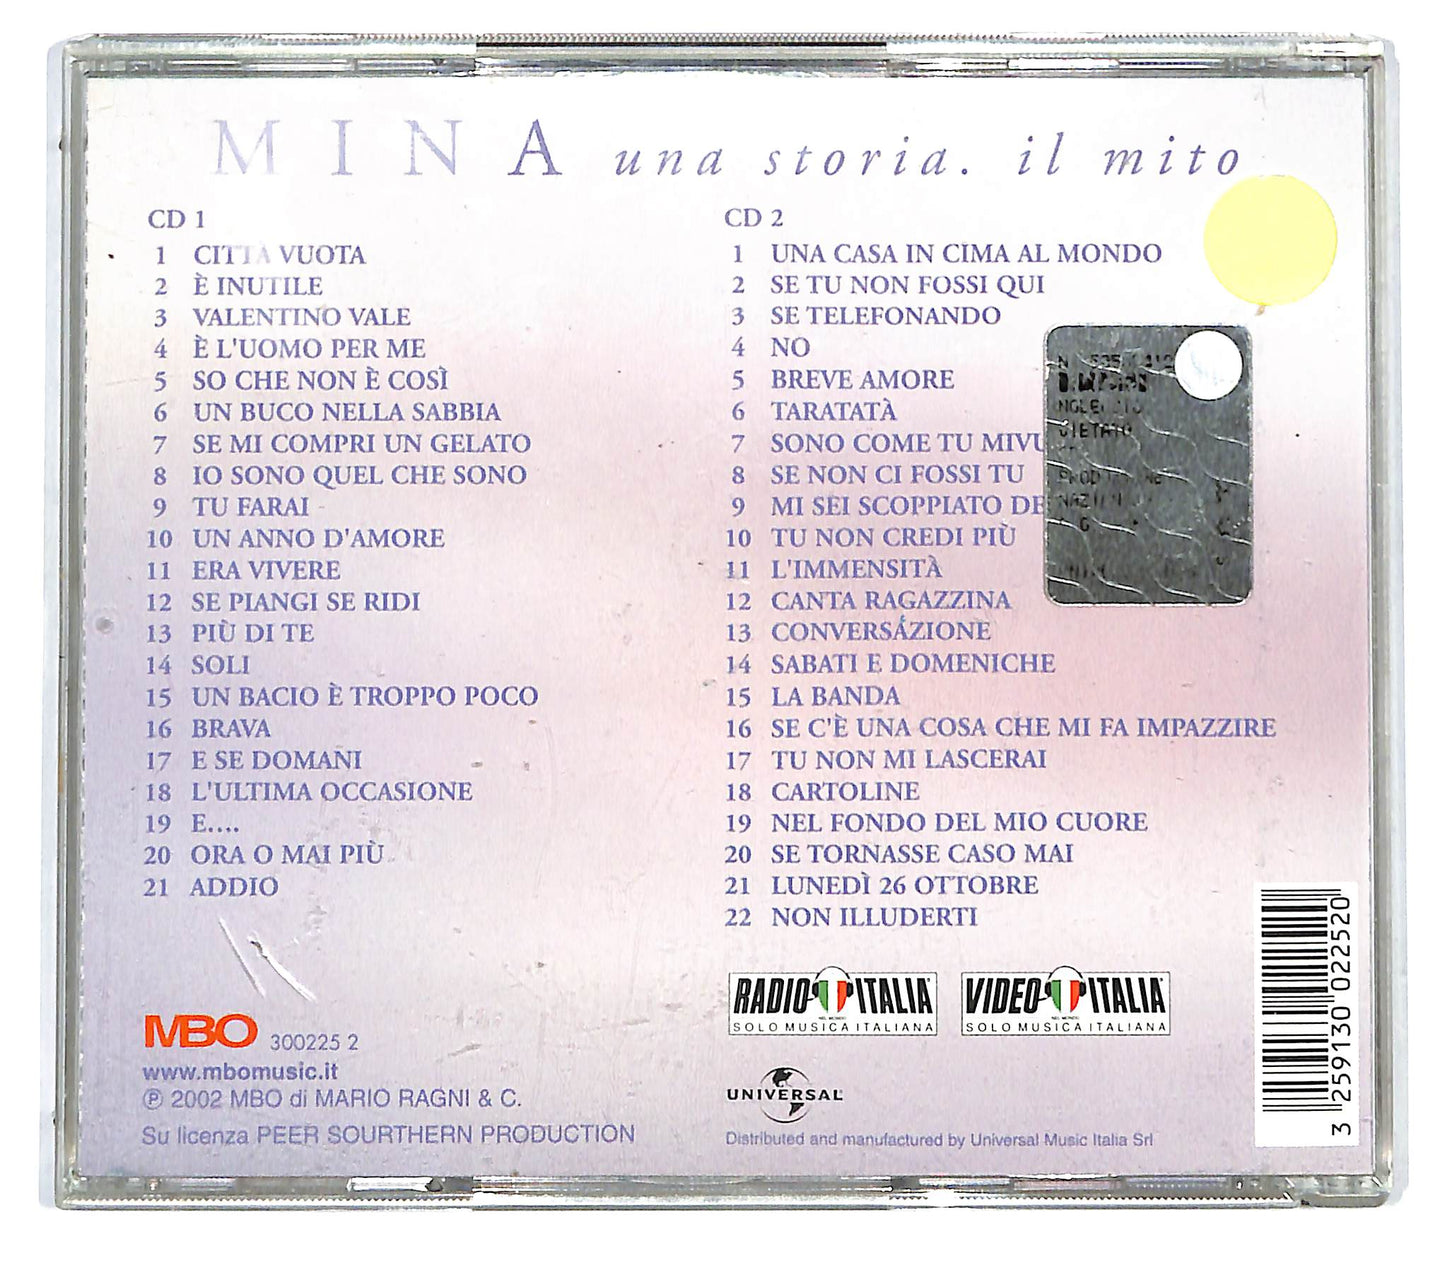 MINA una storia. il mito
CD 1
1 CITTÀ VUOTA
2 È INUTILE
3 VALENTINO VALE
4 È L'UOMO PER ME
5 SO CHE NON È COSÌ
6 UN BUCO NELLA SABBIA
7 SE MI COMPRI UN GELATO
8 IO SONO QUEL CHE SONO
9 TU FARAI
10 UN ANNO D'AMORE
11 ERA VIVERE
12 SE PIANGI SE RIDI
13 PIÙ DI TE
14 SOLI
15 UN BACIO È TROPPO POCO
16 BRAVA
17 E SE DOMANI
18 L'ULTIMA OCCASIONE
19 E....
20 ORA O MAI PIÙ
21 ADDIO
CD 2
1 UNA CASA IN CIMA AL MONDO
2 SE TU NON FOSSI QUI
3 SE TELEFONANDO
4 NO
5 BREVE AMORE
6 TARATATÀ
7 SONO COME TU MIVU
8 SE NON CI FOSSI TU
9 MI SEI SCOPPIATO DE
10 TU NON CREDI PIÙ
11 L'IMMENSITÀ
12 CANTA RAGAZZINA
13 CONVERSAZIONE
14 SABATI E DOMENICHE
15 LA BANDA
16 SE C'È UNA COSA CHE MI FA IMPAZZIRE
17 TU NON MI LASCERAI
18 CARTOLINE
19 NEL FONDO DEL MIO CUORE
20 SE TORNASSE CASO MAI
21 LUNEDÌ 26 OTTOBRE
22 NON ILLUDERTI
VIETATO
MBO 300225 2
www.mbomusic.it
℗ 2002 MBO di MARIO RAGNI & C.
Su licenza PEER SOURTHERN PRODUCTION
RADIO ITALIA
NEL MONDO
SOLO MUSICA ITALIANA
VIDEO ITALIA
NEL MONDO
SOLO MUSICA ITALIANA
UNIVERSAL
Distributed and manufactured by Universal Music Italia Srl
3 259130 022520